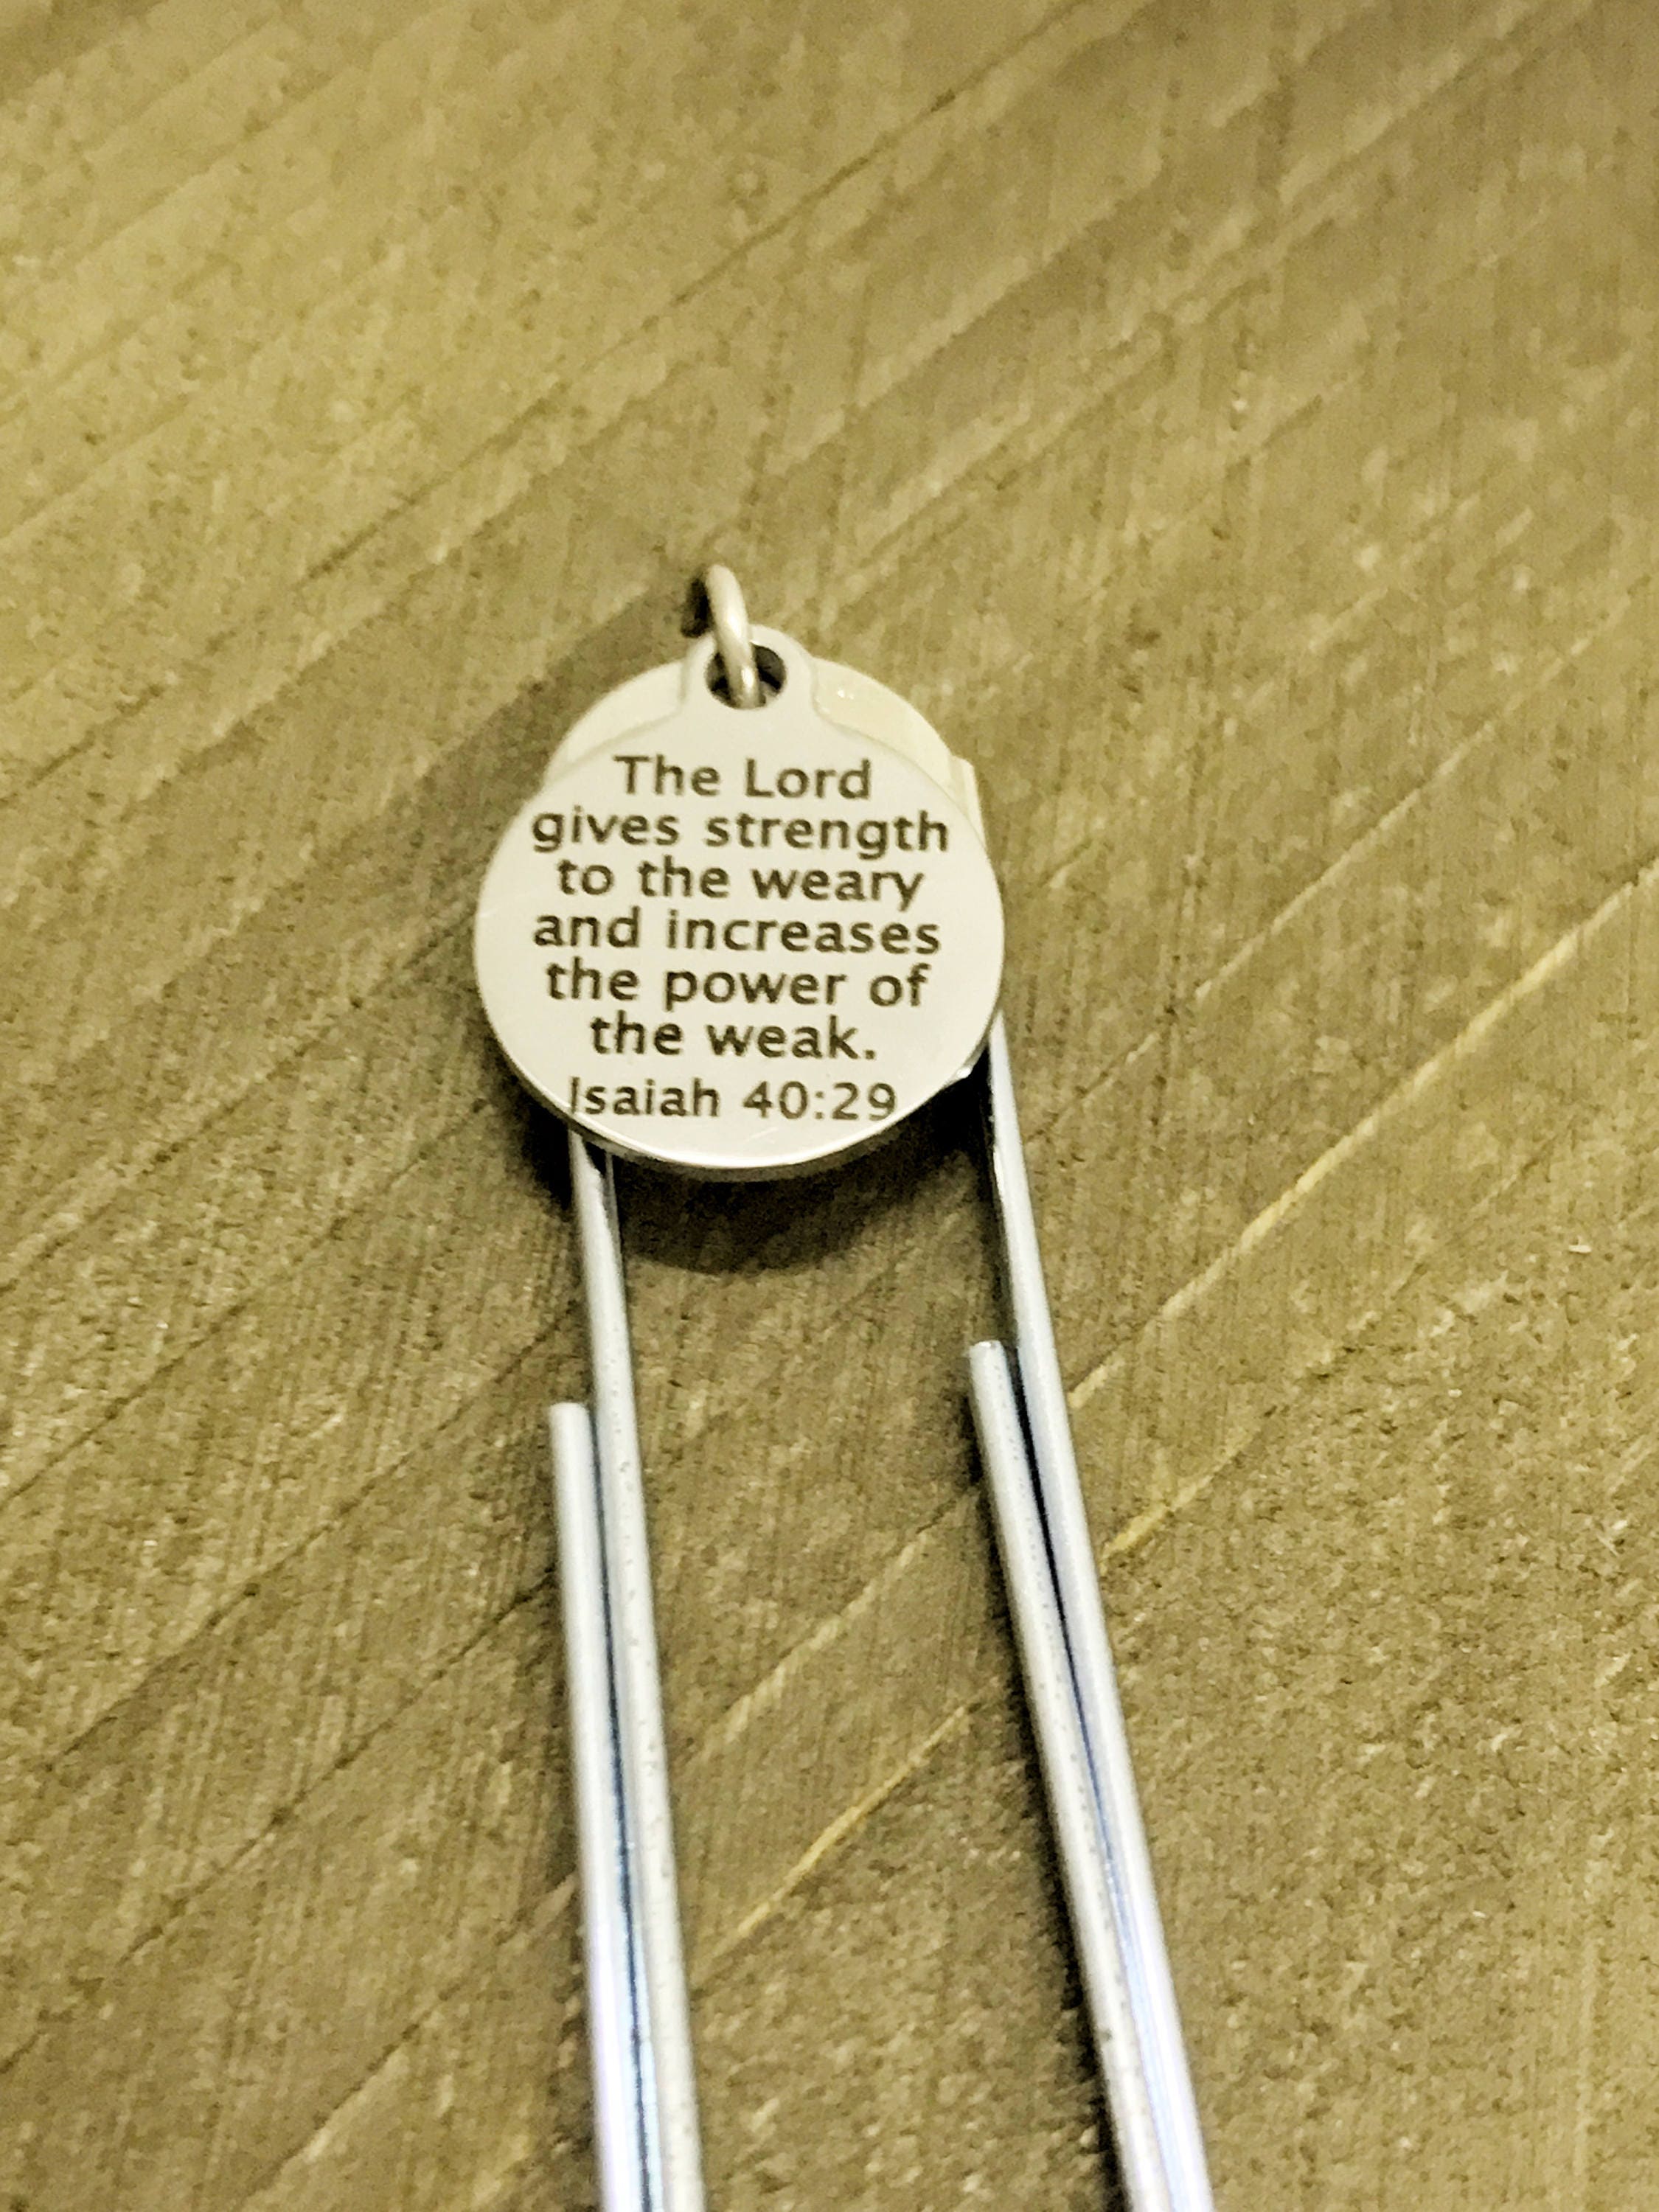 The Lord
gives strength
to the weary
and increases
the power of
the weak.
Isaiah 40:29